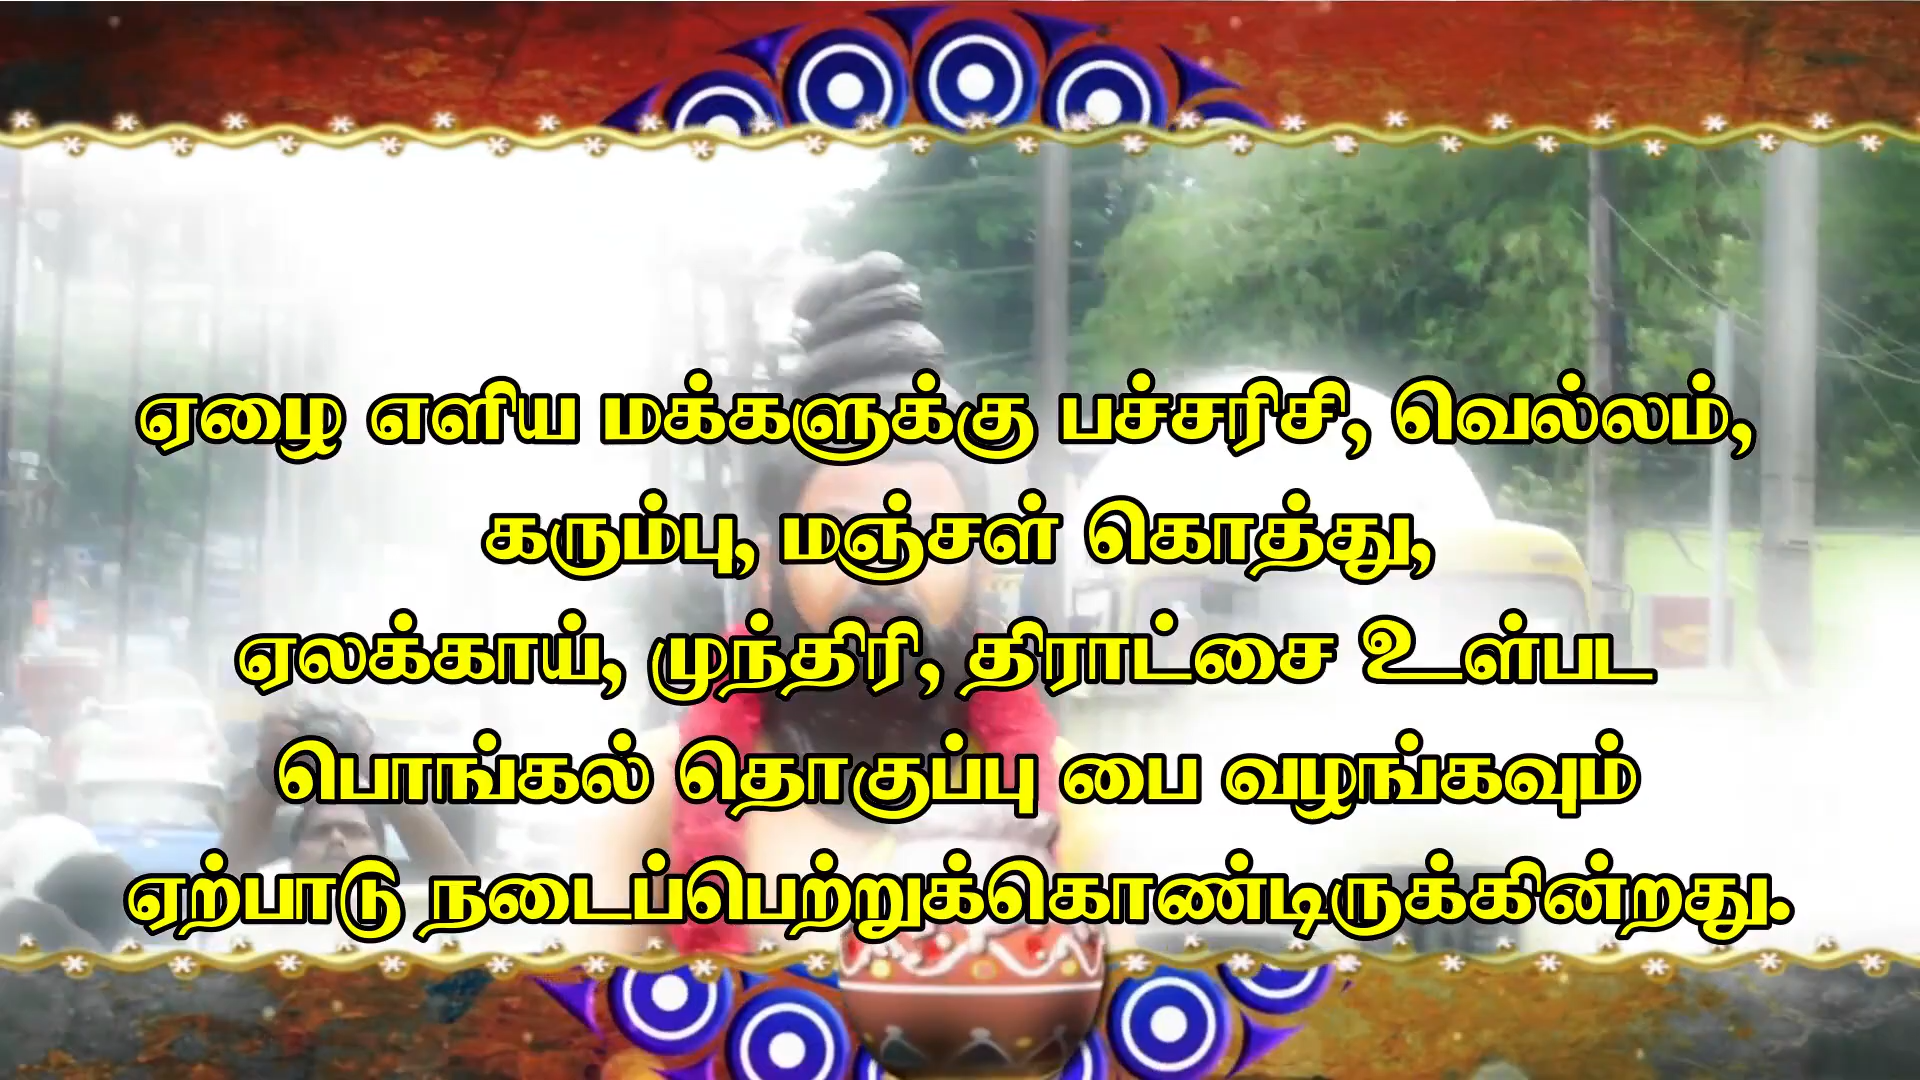 ஏழை எளிய மக்களுக்கு பச்சரிசி, வெல்லம்,
கரும்பு, மஞ்சள் கொத்து,
ஏலக்காய், முந்திரி, திராட்சை உள்பட
பொங்கல் தொகுப்பு பை வழங்கவும்
ஏற்பாடு நடைப்பெற்றுக்கொண்டிருக்கின்றது.